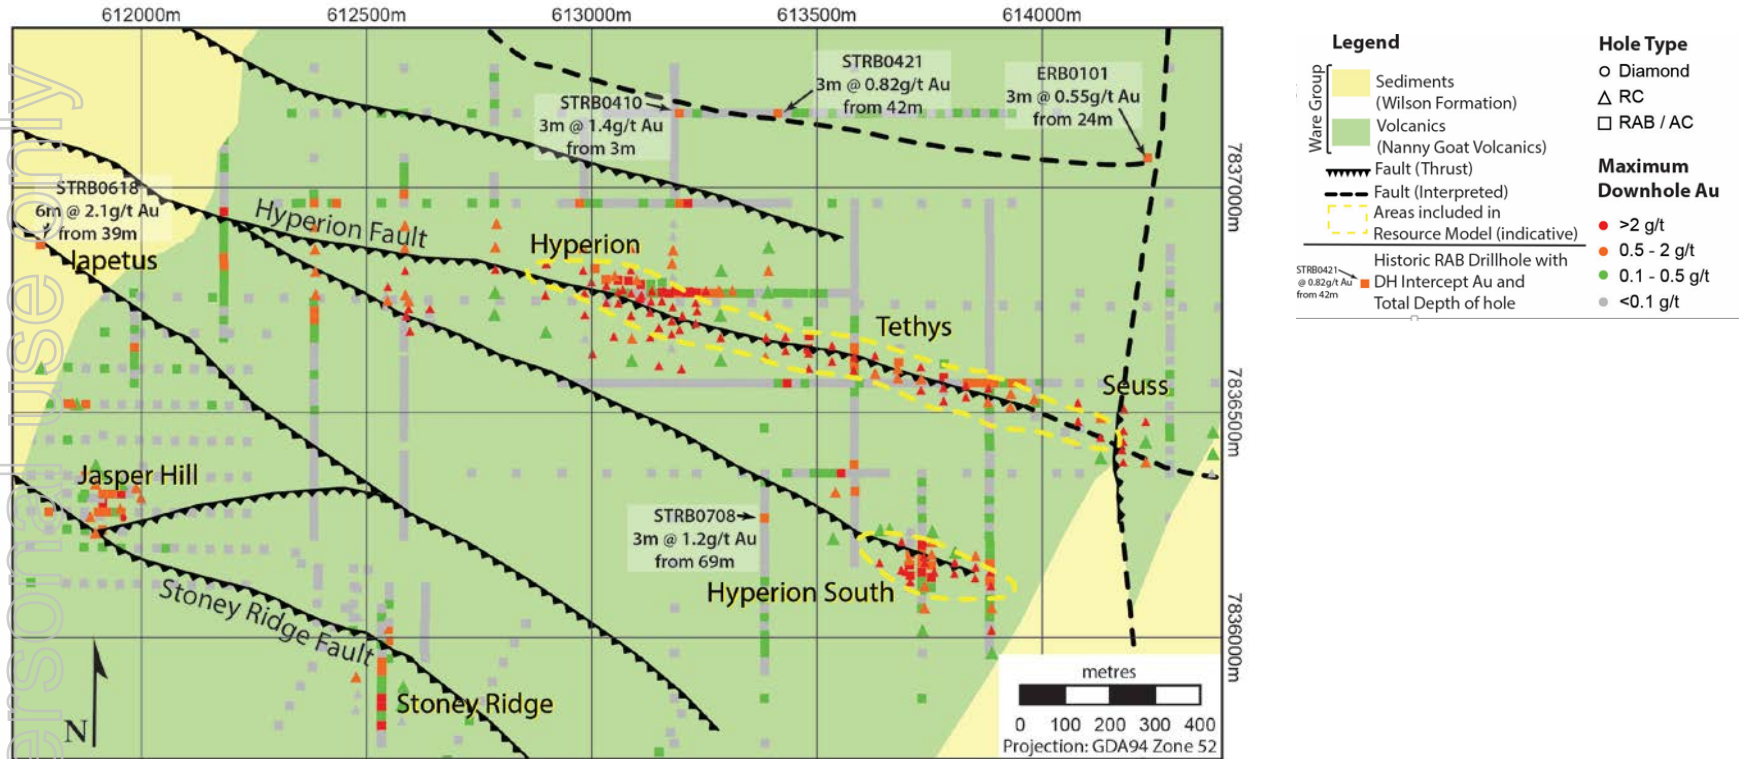 612000m
612500m
613000m
613500m
614000m
STRB0421
3m @ 0.82g/t Au
from 42m
ERB0101
3m @ 0.55g/t Au
from 24m
STRB0410
3m @ 1.4g/t Au
from 3m
7837000m
STRB0618
6m @ 2.1g/t Au
from 39m
Hyperion Fault
Hyperion
Iapetus
Tethys
Seuss
7836500m
Jasper Hill
STRB0708
3m @ 1.2g/t Au
from 69m
Hyperion South
Stoney Ridge Fault
7836000m
Stoney Ridge
N
metres
0 100 200 300 400
Projection: GDA94 Zone 52
ersonal use only
Legend
Ware Group
Sediments
(Wilson Formation)
Volcanics
(Nanny Goat Volcanics)
Fault (Thrust)
Fault (Interpreted)
Areas included in
Resource Model (indicative)
Historic RAB Drillhole with
DH Intercept Au and
Total Depth of hole
STRB0421
@ 0.82g/t Au
from 42m
Hole Type
Diamond
RC
RAB / AC
Maximum
Downhole Au
>2 g/t
0.5 - 2 g/t
0.1 - 0.5 g/t
<0.1 g/t